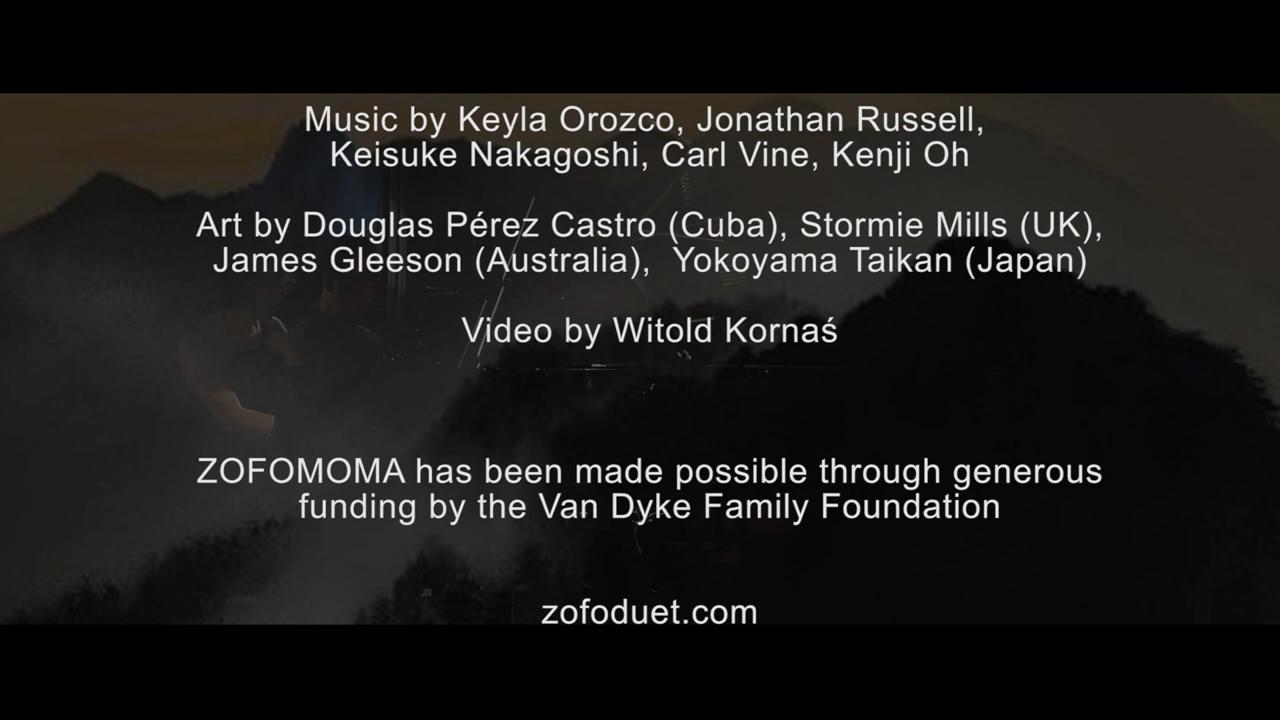 Music by Keyla Orozco, Jonathan Russell,
Keisuke Nakagoshi, Carl Vine, Kenji Oh
Art by Douglas Pérez Castro (Cuba), Stormie Mills (UK),
James Gleeson (Australia),  Yokoyama Taikan (Japan)
Video by Witold Kornaś
ZOFOMOMA has been made possible through generous
funding by the Van Dyke Family Foundation
zofoduet.com